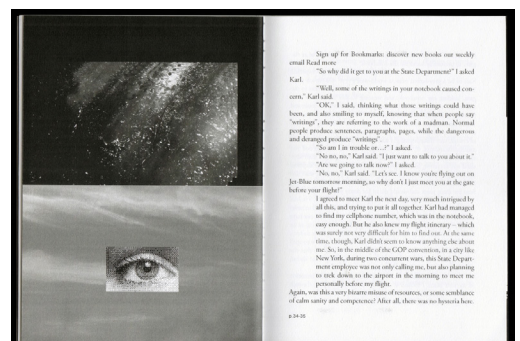 Sign up for Bookmarks: discover new books our weekly
email Read more
"So why did it get to you at the State Department?" I asked
Karl.
"Well, some of the writings in your notebook caused con-
cern," Karl said.
"OK," I said, thinking what those writings could have
been, and also smiling to myself, knowing that when people say
"writings", they are referring to the work of a madman. Normal
people produce sentences, paragraphs, pages, while the dangerous
and deranged produce "writings".
"So am I in trouble or…?" I asked.
"No no, no," Karl said. "I just want to talk to you about it."
"Are we going to talk now?" I asked.
"No, no," Karl said. "Let's see. I know you're flying out on
Jet-Blue tomorrow morning, so why don't I just meet you at the gate
before your flight?"
I agreed to meet Karl the next day, very much intrigued by
all this, and trying to put it all together. Karl had managed
to find my cellphone number, which was in the notebook,
easy enough. But he also knew my flight itinerary – which
was surely not very difficult for him to find out. At the same
time, though, Karl didn't seem to know anything else about
me. So, in the middle of the GOP convention, in a city like
New York, during two concurrent wars, this State Depart-
ment employee was not only calling me, but also planning
to trek down to the airport in the morning to meet me
personally before my flight.
Again, was this a very bizarre misuse of resources, or some semblance
of calm sanity and competence? After all, there was no hysteria here.
p 34-35